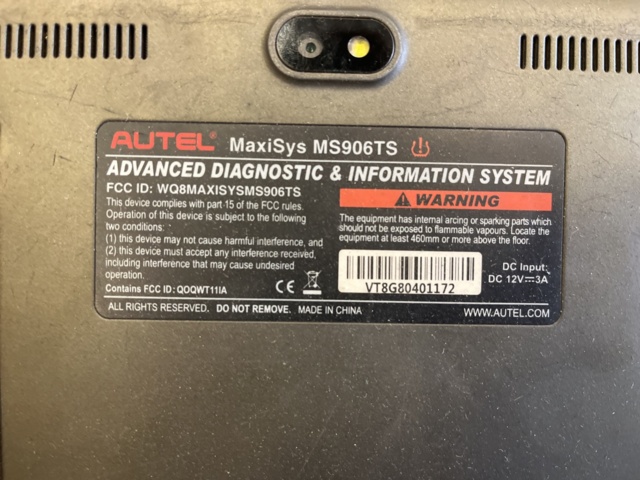 AUTEL® MaxiSys MS906TS
ADVANCED DIAGNOSTIC & INFORMATION SYSTEM
FCC ID: WQ8MAXISYSMS906TS
This device complies with part 15 of the FCC rules.
Operation of this device is subject to the following
two conditions:
(1) this device may not cause harmful interference, and
(2) this device must accept any interference received,
including interference that may cause undesired
operation.
Contains FCC ID: QOQWT11IA
CE
WARNING
The equipment has internal arcing or sparking parts which
should not be exposed to flammable vapours. Locate the
equipment at least 460mm or more above the floor.
VT8G80401172
DC Input:
DC 12V⎓3A
ALL RIGHTS RESERVED. DO NOT REMOVE. MADE IN CHINA
WWW.AUTEL.COM